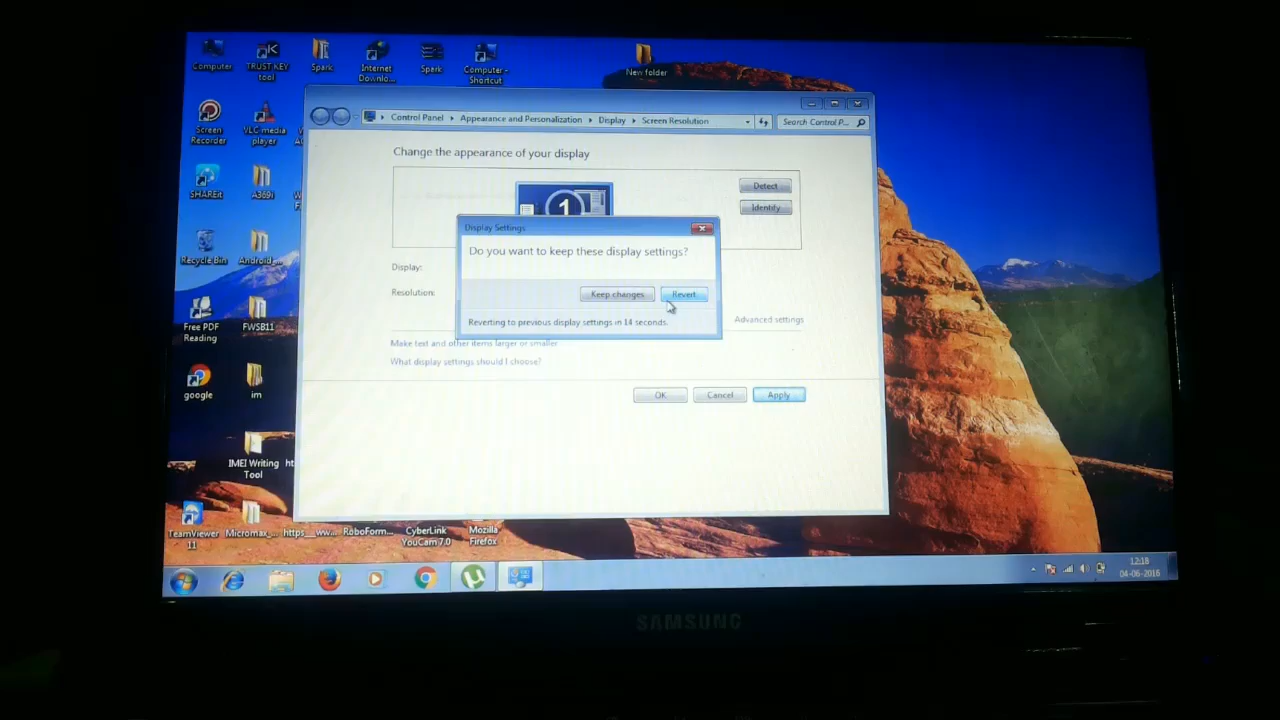 Computer
TRUST KEY
tool
Spark
Internet
Downlo...
Spark
Computer -
Shortcut
New folder
Screen
Recorder
VLC media
player
Control Panel
Appearance and Personalization
Display
Screen Resolution
Search Control P...
Change the appearance of your display
SHAREit
A369i
Detect
Identify
1
Display Settings
Do you want to keep these display settings?
Recycle Bin
Android...
Display:
Resolution:
Keep changes
Revert
Reverting to previous display settings in 14 seconds.
Advanced settings
Free PDF
Reading
FWSB11
Make text and other items larger or smaller
What display settings should I choose?
google
im
OK
Cancel
Apply
IMEI Writing
Tool
TeamViewer
11
Micromax_...
https__ww...
RoboForm...
CyberLink
YouCam 7.0
Mozilla
Firefox
12:18
04-06-2016
SAMSUNG